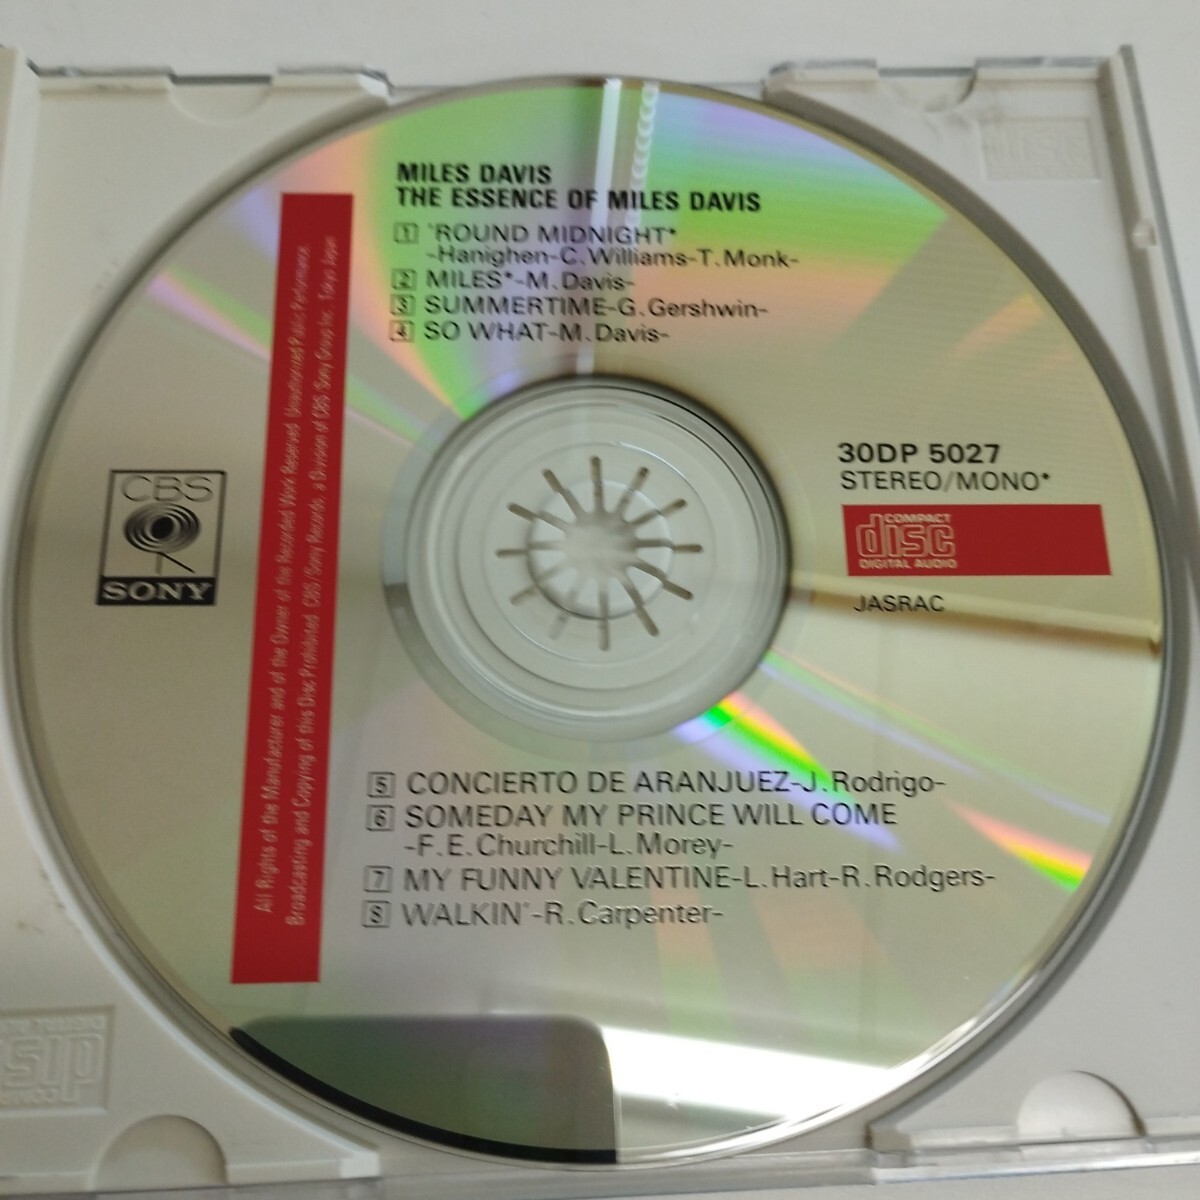 MILES DAVIS
THE ESSENCE OF MILES DAVIS
1 'ROUND MIDNIGHT*
-Hanighen-C.Williams-T.Monk-
2 MILES*-M.Davis-
3 SUMMERTIME-G.Gershwin-
4 SO WHAT-M.Davis-
30DP 5027
STEREO/MONO*
COMPACT
disc
DIGITAL AUDIO
JASRAC
CBS
SONY
All Rights of the Manufacturer and of the Owner of the Recorded Work Reserved. Unauthorized Public Performance,
Broadcasting and Copying of this Disc Prohibited. CBS/Sony Records, a Division of CBS/Sony Group Inc. Tokyo Japan
5 CONCIERTO DE ARANJUEZ-J.Rodrigo-
6 SOMEDAY MY PRINCE WILL COME
-F.E.Churchill-L.Morey-
7 MY FUNNY VALENTINE-L.Hart-R.Rodgers-
8 WALKIN'-R.Carpenter-